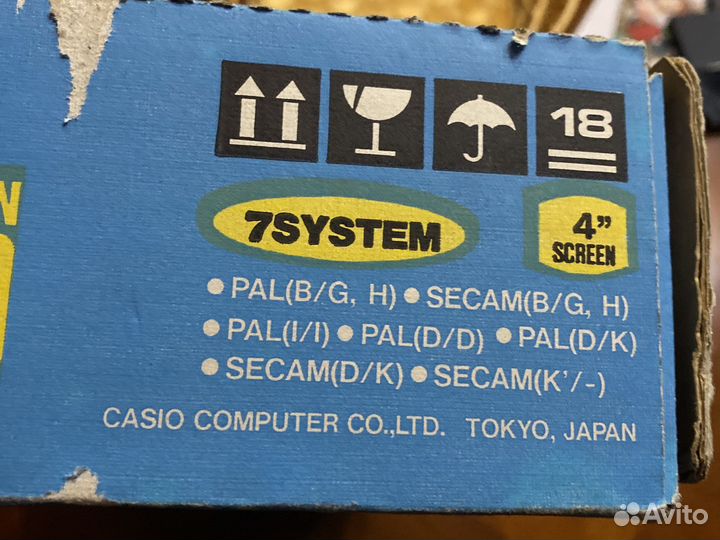 18
7SYSTEM
4”
SCREEN
N
• PAL(B/G, H) • SECAM(B/G, H)
• PAL(I/I) • PAL(D/D) • PAL(D/K)
• SECAM(D/K) • SECAM(K’/-)
CASIO COMPUTER CO.,LTD. TOKYO, JAPAN
Avito